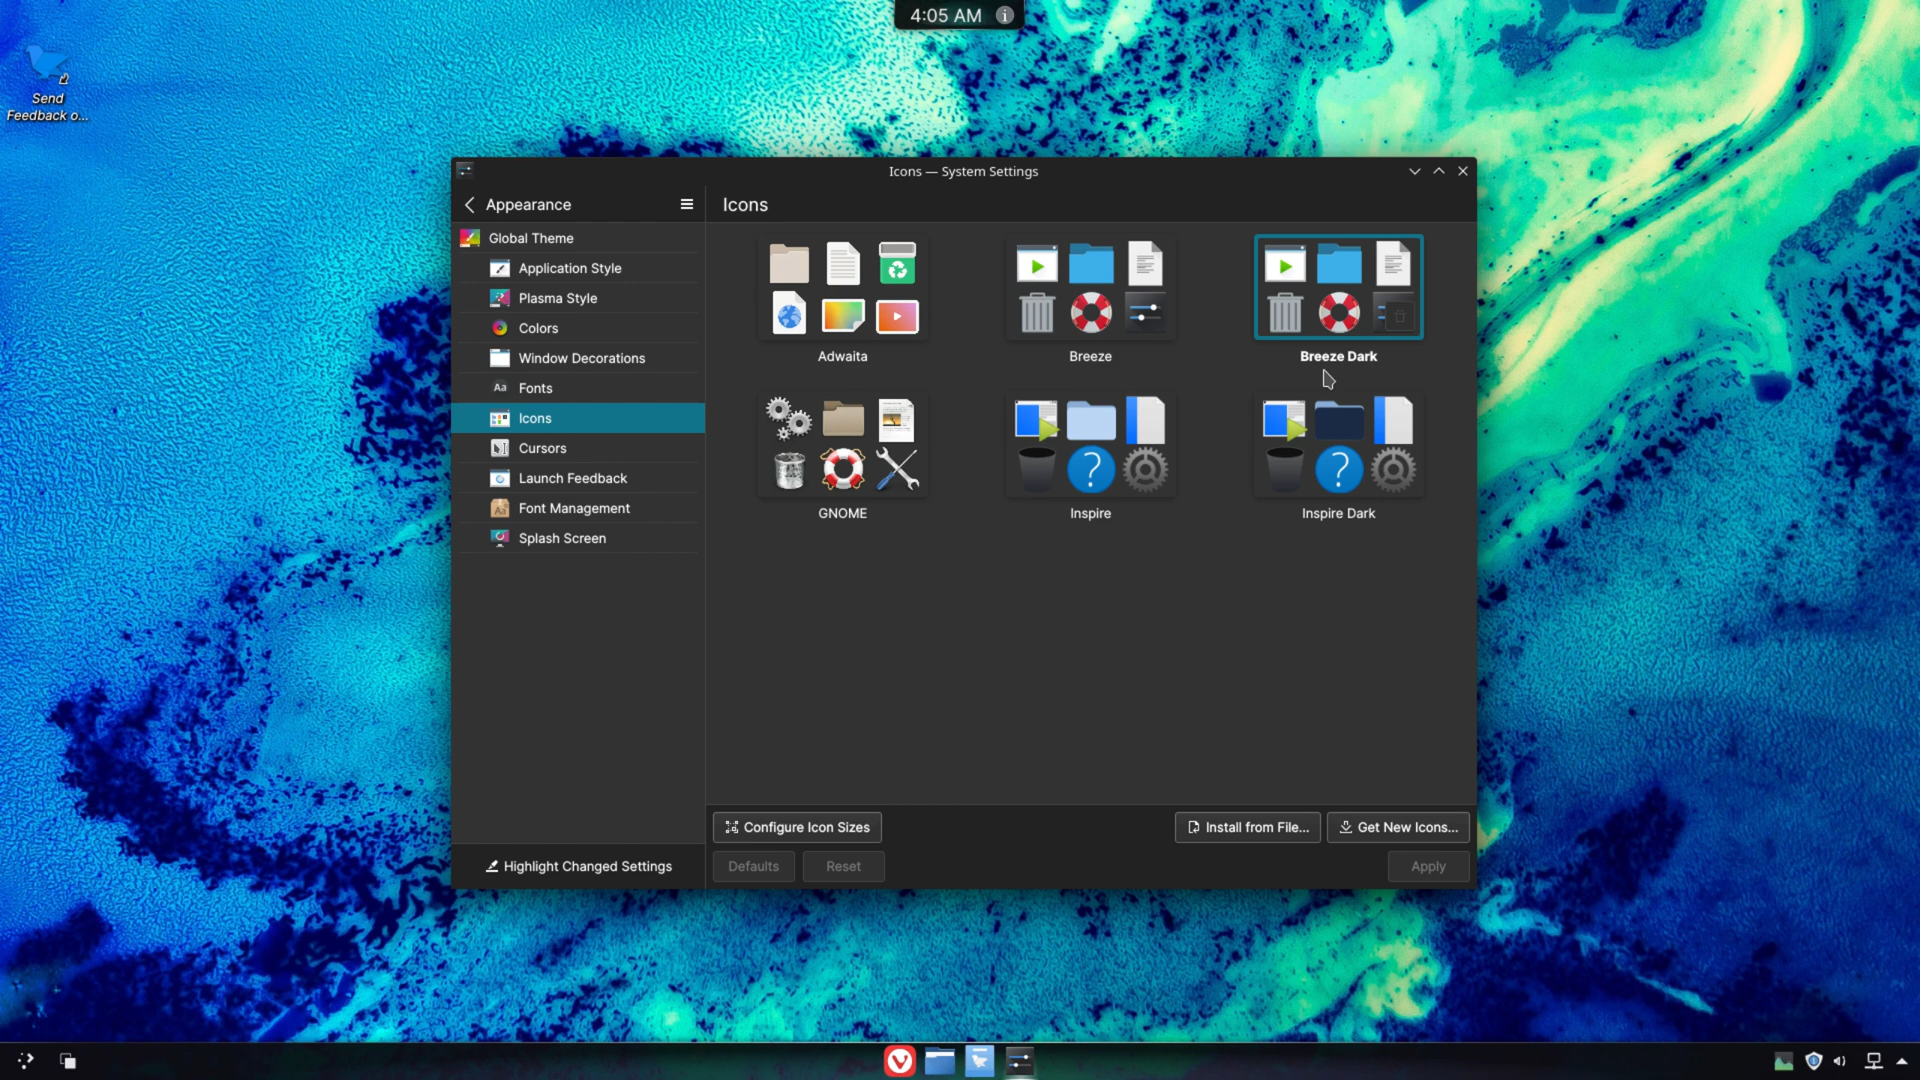 4:05 AM
Send
Feedback o...
Icons — System Settings
Appearance
Icons
Global Theme
Application Style
Plasma Style
Colors
Window Decorations
Aa Fonts
Icons
Cursors
Launch Feedback
Font Management
Splash Screen
Adwaita
Breeze
Breeze Dark
GNOME
Inspire
Inspire Dark
Configure Icon Sizes
Install from File...
Get New Icons...
Highlight Changed Settings
Defaults
Reset
Apply